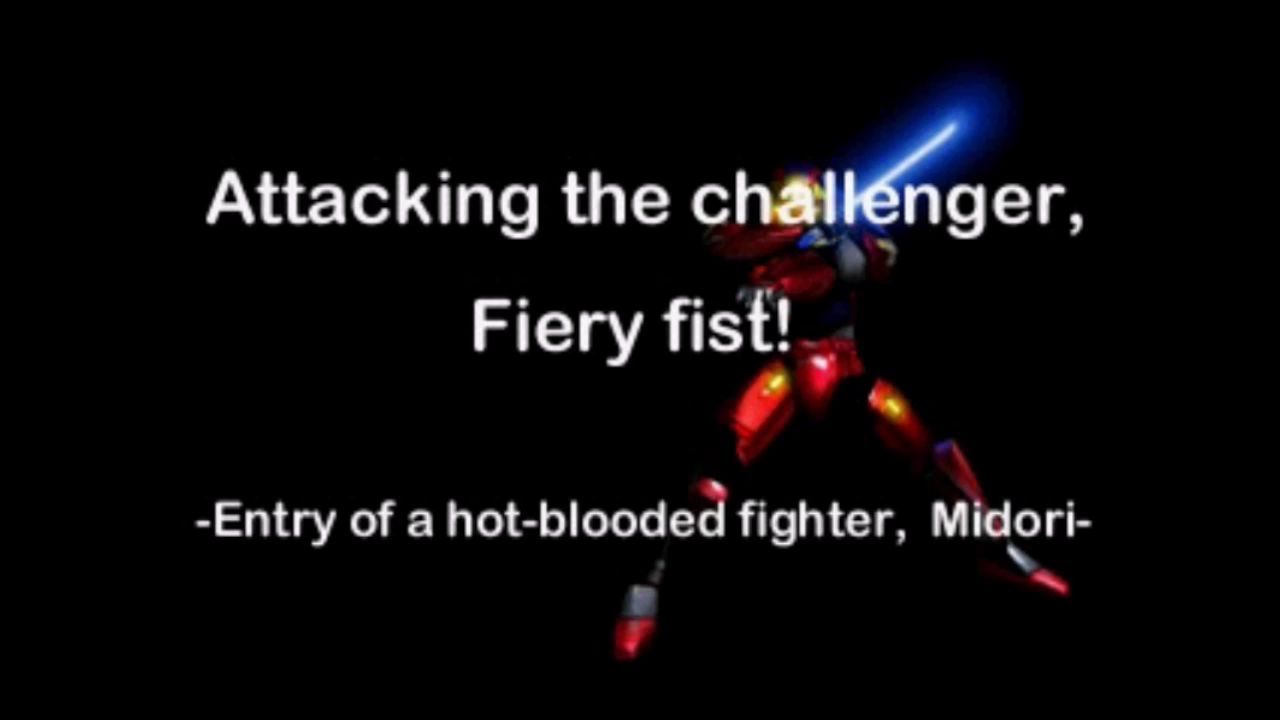 Attacking the challenger,
Fiery fist!
-Entry of a hot-blooded fighter, Midori-